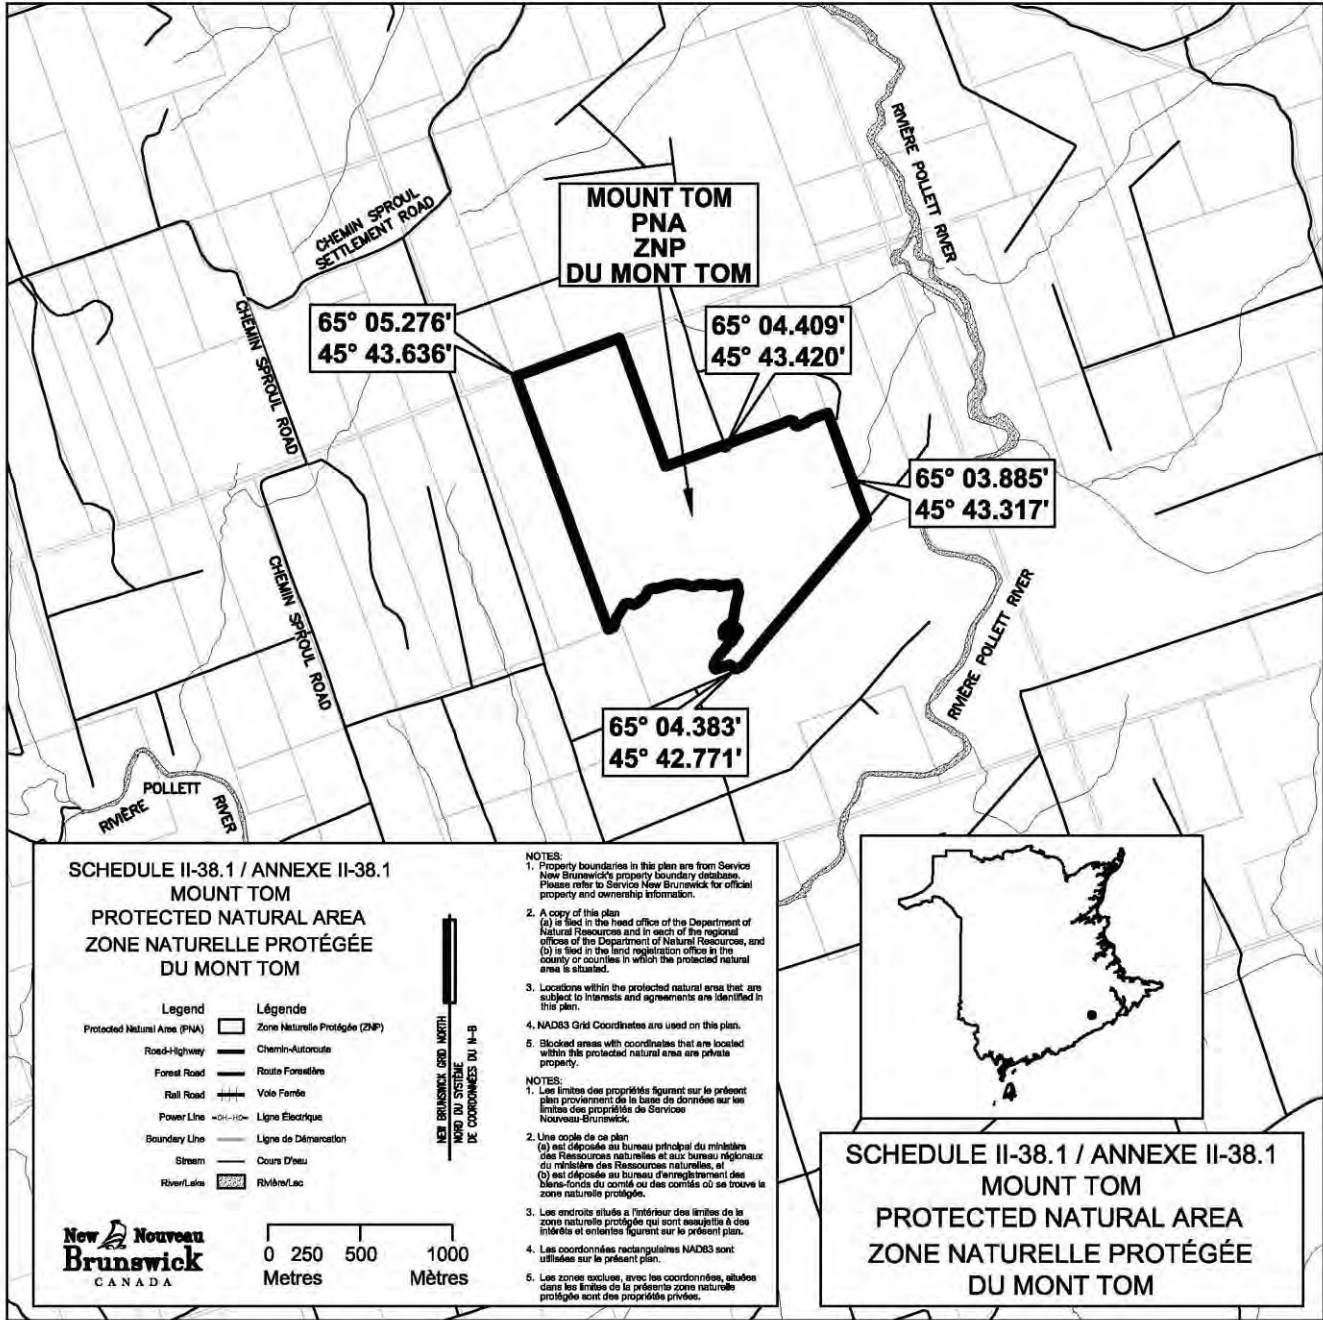 RIVIÈRE POLLETT RIVER
CHEMIN SPROUL
SETTLEMENT ROAD
MOUNT TOM
PNA
ZNP
DU MONT TOM
65° 05.276'
45° 43.636'
65° 04.409'
45° 43.420'
CHEMIN SPROUL ROAD
65° 03.885'
45° 43.317'
CHEMIN SPROUL ROAD
RIVIÈRE POLLETT RIVER
65° 04.383'
45° 42.771'
RIVIÈRE POLLETT RIVER
SCHEDULE II-38.1 / ANNEXE II-38.1
MOUNT TOM
PROTECTED NATURAL AREA
ZONE NATURELLE PROTÉGÉE
DU MONT TOM
Legend Légende
Protected Natural Area (PNA) Zone Naturelle Protégée (ZNP)
Road-Highway Chemin-Autoroute
Forest Road Route Forestière
Rail Road Voie Ferrée
Power Line -OH-HO- Ligne Électrique
Boundary Line Ligne de Démarcation
Stream Cours D'eau
River/Lake Rivière/Lac
NEW BRUNSWICK GRID NORTH
NORD DU SYSTÈME
DE COORDONNÉES DU N-B
New Nouveau
Brunswick
CANADA
0 250 500 1000
Metres Mètres
NOTES:
1. Property boundaries in this plan are from Service
New Brunswick's property boundary database.
Please refer to Service New Brunswick for official
property and ownership information.
2. A copy of this plan
(a) is filed in the head office of the Department of
Natural Resources and in each of the regional
offices of the Department of Natural Resources, and
(b) is filed in the land registration office in the
county or counties in which the protected natural
area is situated.
3. Locations within the protected natural area that are
subject to interests and agreements are identified in
this plan.
4. NAD83 Grid Coordinates are used on this plan.
5. Blocked areas with coordinates that are located
within this protected natural area are private
property.
NOTES:
1. Les limites des propriétés figurant sur le présent
plan proviennent de la base de données sur les
limites des propriétés de Services
Nouveau-Brunswick.
2. Une copie de ce plan
(a) est déposée au bureau principal du ministère
des Ressources naturelles et aux bureau régionaux
du ministère des Ressources naturelles, et
(b) est déposée au bureau d'enregistrement des
biens-fonds du comté ou des comtés où se trouve la
zone naturelle protégée.
3. Les endroits situés a l'intérieur des limites de la
zone naturelle protégée qui sont assujettis à des
intérêts et ententes figurent sur le présent plan.
4. Les coordonnées rectangulaires NAD83 sont
utilisées sur le présent plan.
5. Les zones exclues, avec les coordonnées, situées
dans les limites de la présente zone naturelle
protégée sont des propriétés privées.
SCHEDULE II-38.1 / ANNEXE II-38.1
MOUNT TOM
PROTECTED NATURAL AREA
ZONE NATURELLE PROTÉGÉE
DU MONT TOM